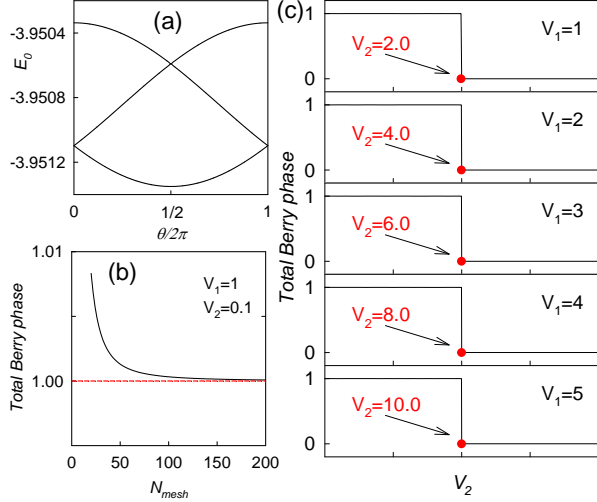 (a)
-3.9504
-3.9508
-3.9512
E0
0
1/2
1
θ/2π
(b)
1.01
1.00
Total Berry phase
V1=1
V2=0.1
0
50
100
150
200
Nmesh
(c)
Total Berry phase
1
0
V2=2.0
V1=1
1
0
V2=4.0
V1=2
1
0
V2=6.0
V1=3
1
0
V2=8.0
V1=4
1
0
V2=10.0
V1=5
V2